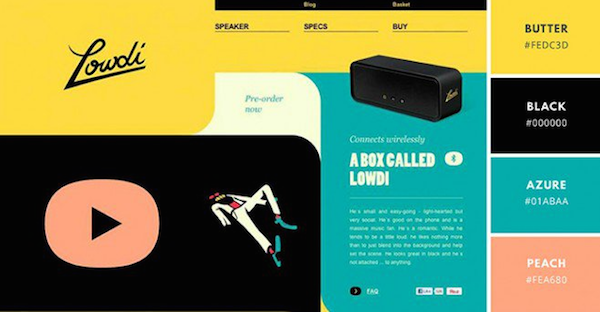 Lowdi
Blog
Basket
SPEAKER
SPECS
BUY
Pre-order
now
Lowdi
Connects wirelessly
A BOX CALLED
LOWDI
He's small and easy-going - light-hearted but
very social. He's good on the phone and is a
massive music fan. He's a romantic. While he
tends to be a little loud, he likes nothing more
than to just blend into the background and help
set the scene. He looks great in black and he's
not attached ... to anything.
FAQ
Like
Pinit
BUTTER
#FEDC3D
BLACK
#000000
AZURE
#01ABAA
PEACH
#FEA680